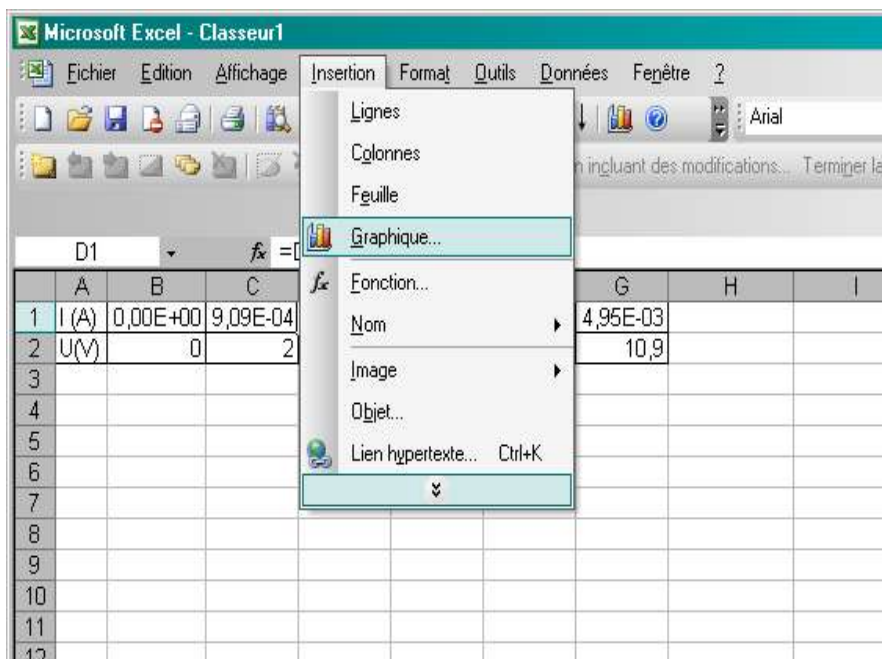 Microsoft Excel - Classeur1
Fichier Edition Affichage Insertion Format Outils Données Fenêtre ?
Arial
n incluant des modifications... Terminer la
Lignes
Colonnes
Feuille
Graphique...
Fonction...
Nom
Image
Objet...
Lien hypertexte... Ctrl+K
D1 fx =
A B C G H I
1 I (A) 0,00E+00 9,09E-04 4,95E-03
2 U(V) 0 2 10,9
3
4
5
6
7
8
9
10
11
12